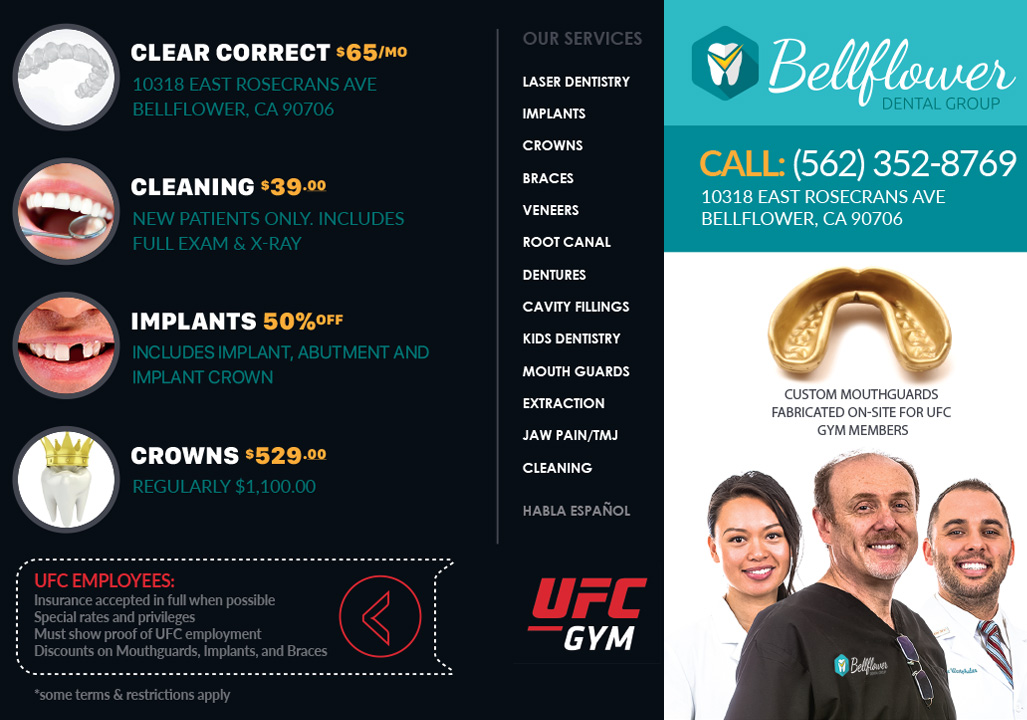 CLEAR CORRECT $65/MO
10318 EAST ROSECRANS AVE
BELLFLOWER, CA 90706
CLEANING $39.00
NEW PATIENTS ONLY. INCLUDES
FULL EXAM & X-RAY
IMPLANTS 50%OFF
INCLUDES IMPLANT, ABUTMENT AND
IMPLANT CROWN
CROWNS $529.00
REGULARLY $1,100.00
UFC EMPLOYEES:
Insurance accepted in full when possible
Special rates and privileges
Must show proof of UFC employment
Discounts on Mouthguards, Implants, and Braces
*some terms & restrictions apply
OUR SERVICES
LASER DENTISTRY
IMPLANTS
CROWNS
BRACES
VENEERS
ROOT CANAL
DENTURES
CAVITY FILLINGS
KIDS DENTISTRY
MOUTH GUARDS
EXTRACTION
JAW PAIN/TMJ
CLEANING
HABLA ESPAÑOL
UFC
GYM
Bellflower
DENTAL GROUP
CALL: (562) 352-8769
10318 EAST ROSECRANS AVE
BELLFLOWER, CA 90706
CUSTOM MOUTHGUARDS
FABRICATED ON-SITE FOR UFC
GYM MEMBERS
Bellflower